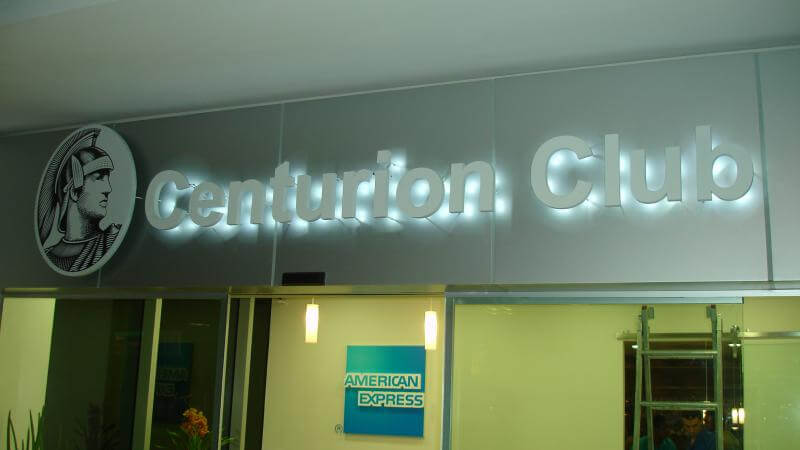 Centurion Club
AMERICAN
EXPRESS
®